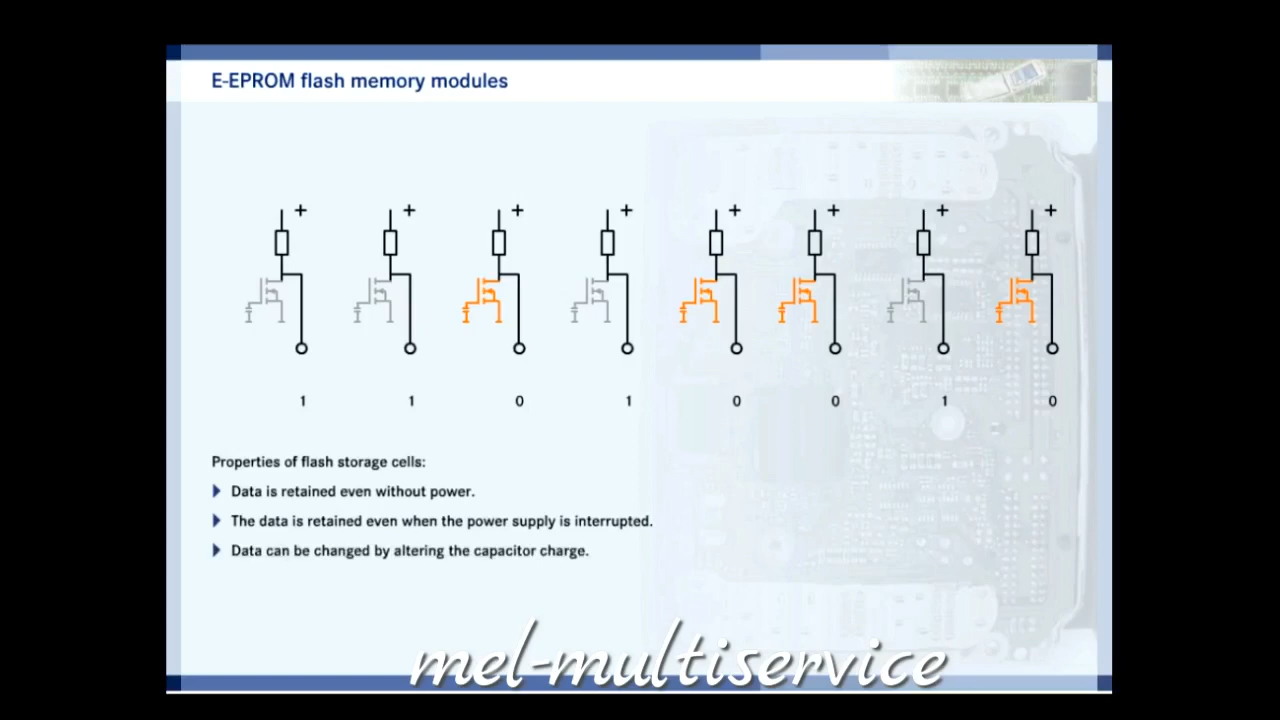 E-EPROM flash memory modules
+ + + + + + + +
1 1 0 1 0 0 1 0
Properties of flash storage cells:
Data is retained even without power.
The data is retained even when the power supply is interrupted.
Data can be changed by altering the capacitor charge.
mel-multiservice